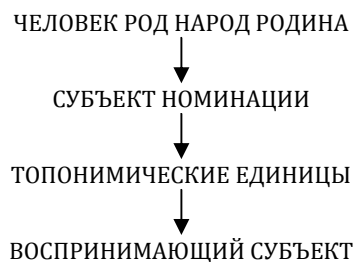 ЧЕЛОВЕК РОД НАРОД РОДИНА
СУБЪЕКТ НОМИНАЦИИ
ТОПОНИМИЧЕСКИЕ ЕДИНИЦЫ
ВОСПРИНИМАЮЩИЙ СУБЪЕКТ